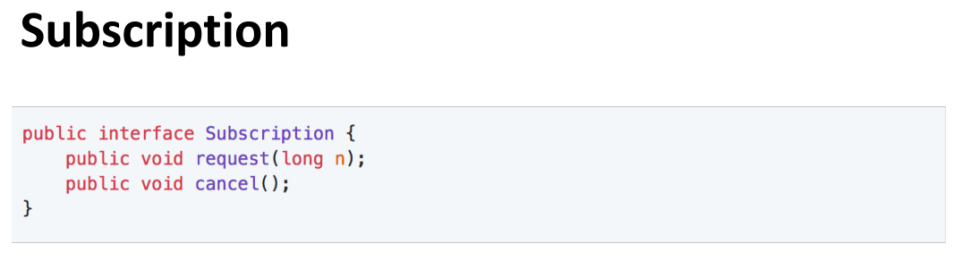 Subscription
public interface Subscription {
    public void request(long n);
    public void cancel();
}